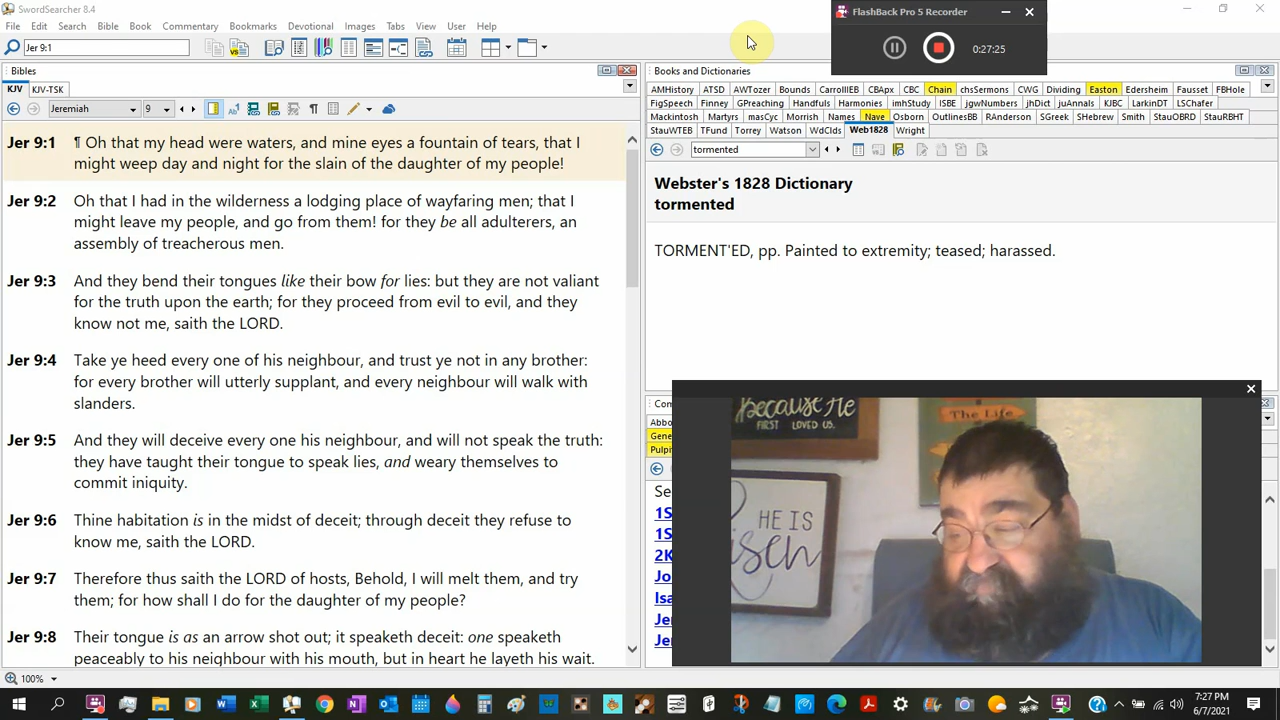 SwordSearcher 8.4
File Edit Search Bible Book Commentary Bookmarks Devotional Images Tabs View User Help
Jer 9:1
FlashBack Pro 5 Recorder
0:27:25
Bibles
KJV KJV-TSK
Jeremiah 9
Jer 9:1 ¶ Oh that my head were waters, and mine eyes a fountain of tears, that I
might weep day and night for the slain of the daughter of my people!
Jer 9:2 Oh that I had in the wilderness a lodging place of wayfaring men; that I
might leave my people, and go from them! for they be all adulterers, an
assembly of treacherous men.
Jer 9:3 And they bend their tongues like their bow for lies: but they are not valiant
for the truth upon the earth; for they proceed from evil to evil, and they
know not me, saith the LORD.
Jer 9:4 Take ye heed every one of his neighbour, and trust ye not in any brother:
for every brother will utterly supplant, and every neighbour will walk with
slanders.
Jer 9:5 And they will deceive every one his neighbour, and will not speak the truth:
they have taught their tongue to speak lies, and weary themselves to
commit iniquity.
Jer 9:6 Thine habitation is in the midst of deceit; through deceit they refuse to
know me, saith the LORD.
Jer 9:7 Therefore thus saith the LORD of hosts, Behold, I will melt them, and try
them; for how shall I do for the daughter of my people?
Jer 9:8 Their tongue is as an arrow shot out; it speaketh deceit: one speaketh
peaceably to his neighbour with his mouth, but in heart he layeth his wait.
100%
Books and Dictionaries
AMHistory ATSD AWTozer Bounds CarrollIEB CBApx CBC Chain chsSermons CWG Dividing Easton Edersheim Fausset FBHole
FigSpeech Finney GPreaching Handfuls Harmonies imhStudy ISBE jgwNumbers jhDict juAnnals KJBC LarkinDT LSChafer
Mackintosh Martyrs masCyc Morrish Names Nave Osborn OutlinesBB RAnderson SGreek SHebrew Smith StauOBRD StauRBHT
StauWTEB TFund Torrey Watson WdClds Web1828 Wright
tormented
Webster's 1828 Dictionary
tormented
TORMENT'ED, pp. Painted to extremity; teased; harassed.
Com
Abbo
Gene
Pulpi
Se
1S
1S
2K
Jo
Isa
Je
Je
Because He
FIRST LOVED US.
The Life
HE IS
risen
7:27 PM
6/7/2021